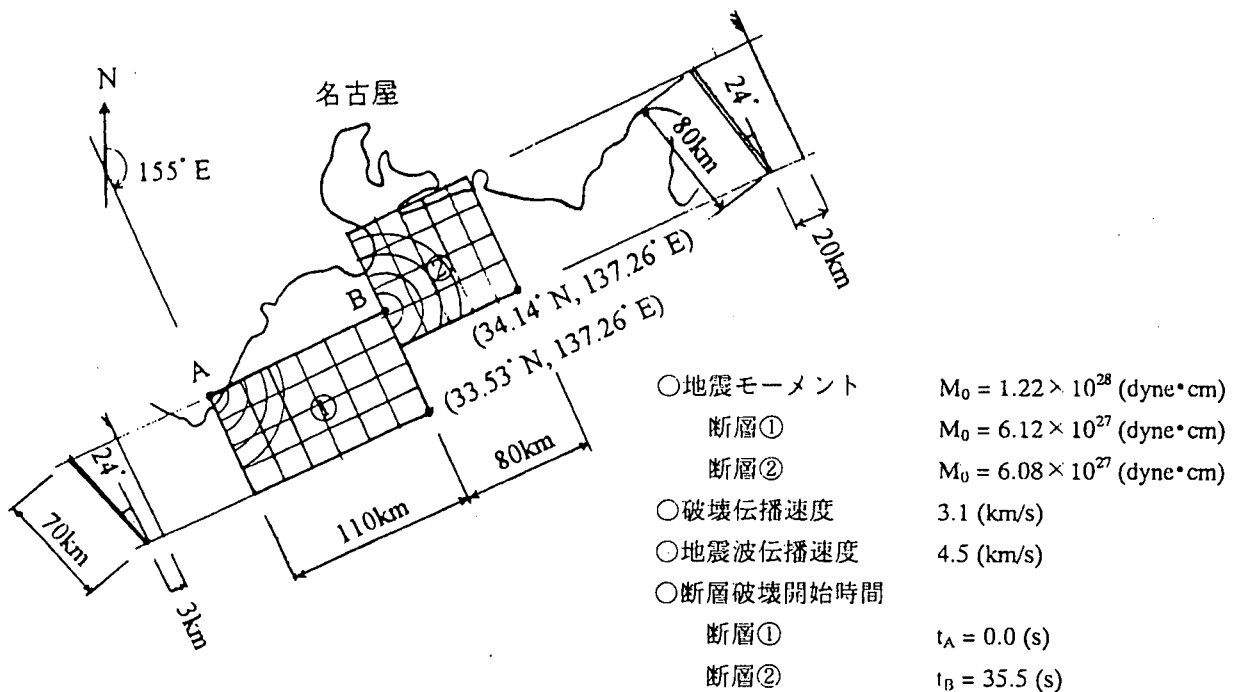 N
155°E
名古屋
24°
80km
20km
②
B
A
①
(34.14°N, 137.26°E)
(33.53°N, 137.26°E)
24°
70km
3km
110km
80km
○地震モーメント M₀ = 1.22 × 10²⁸ (dyne•cm)
断層① M₀ = 6.12 × 10²⁷ (dyne•cm)
断層② M₀ = 6.08 × 10²⁷ (dyne•cm)
○破壊伝播速度 3.1 (km/s)
○地震波伝播速度 4.5 (km/s)
○断層破壊開始時間
断層① t_A = 0.0 (s)
断層② t_B = 35.5 (s)